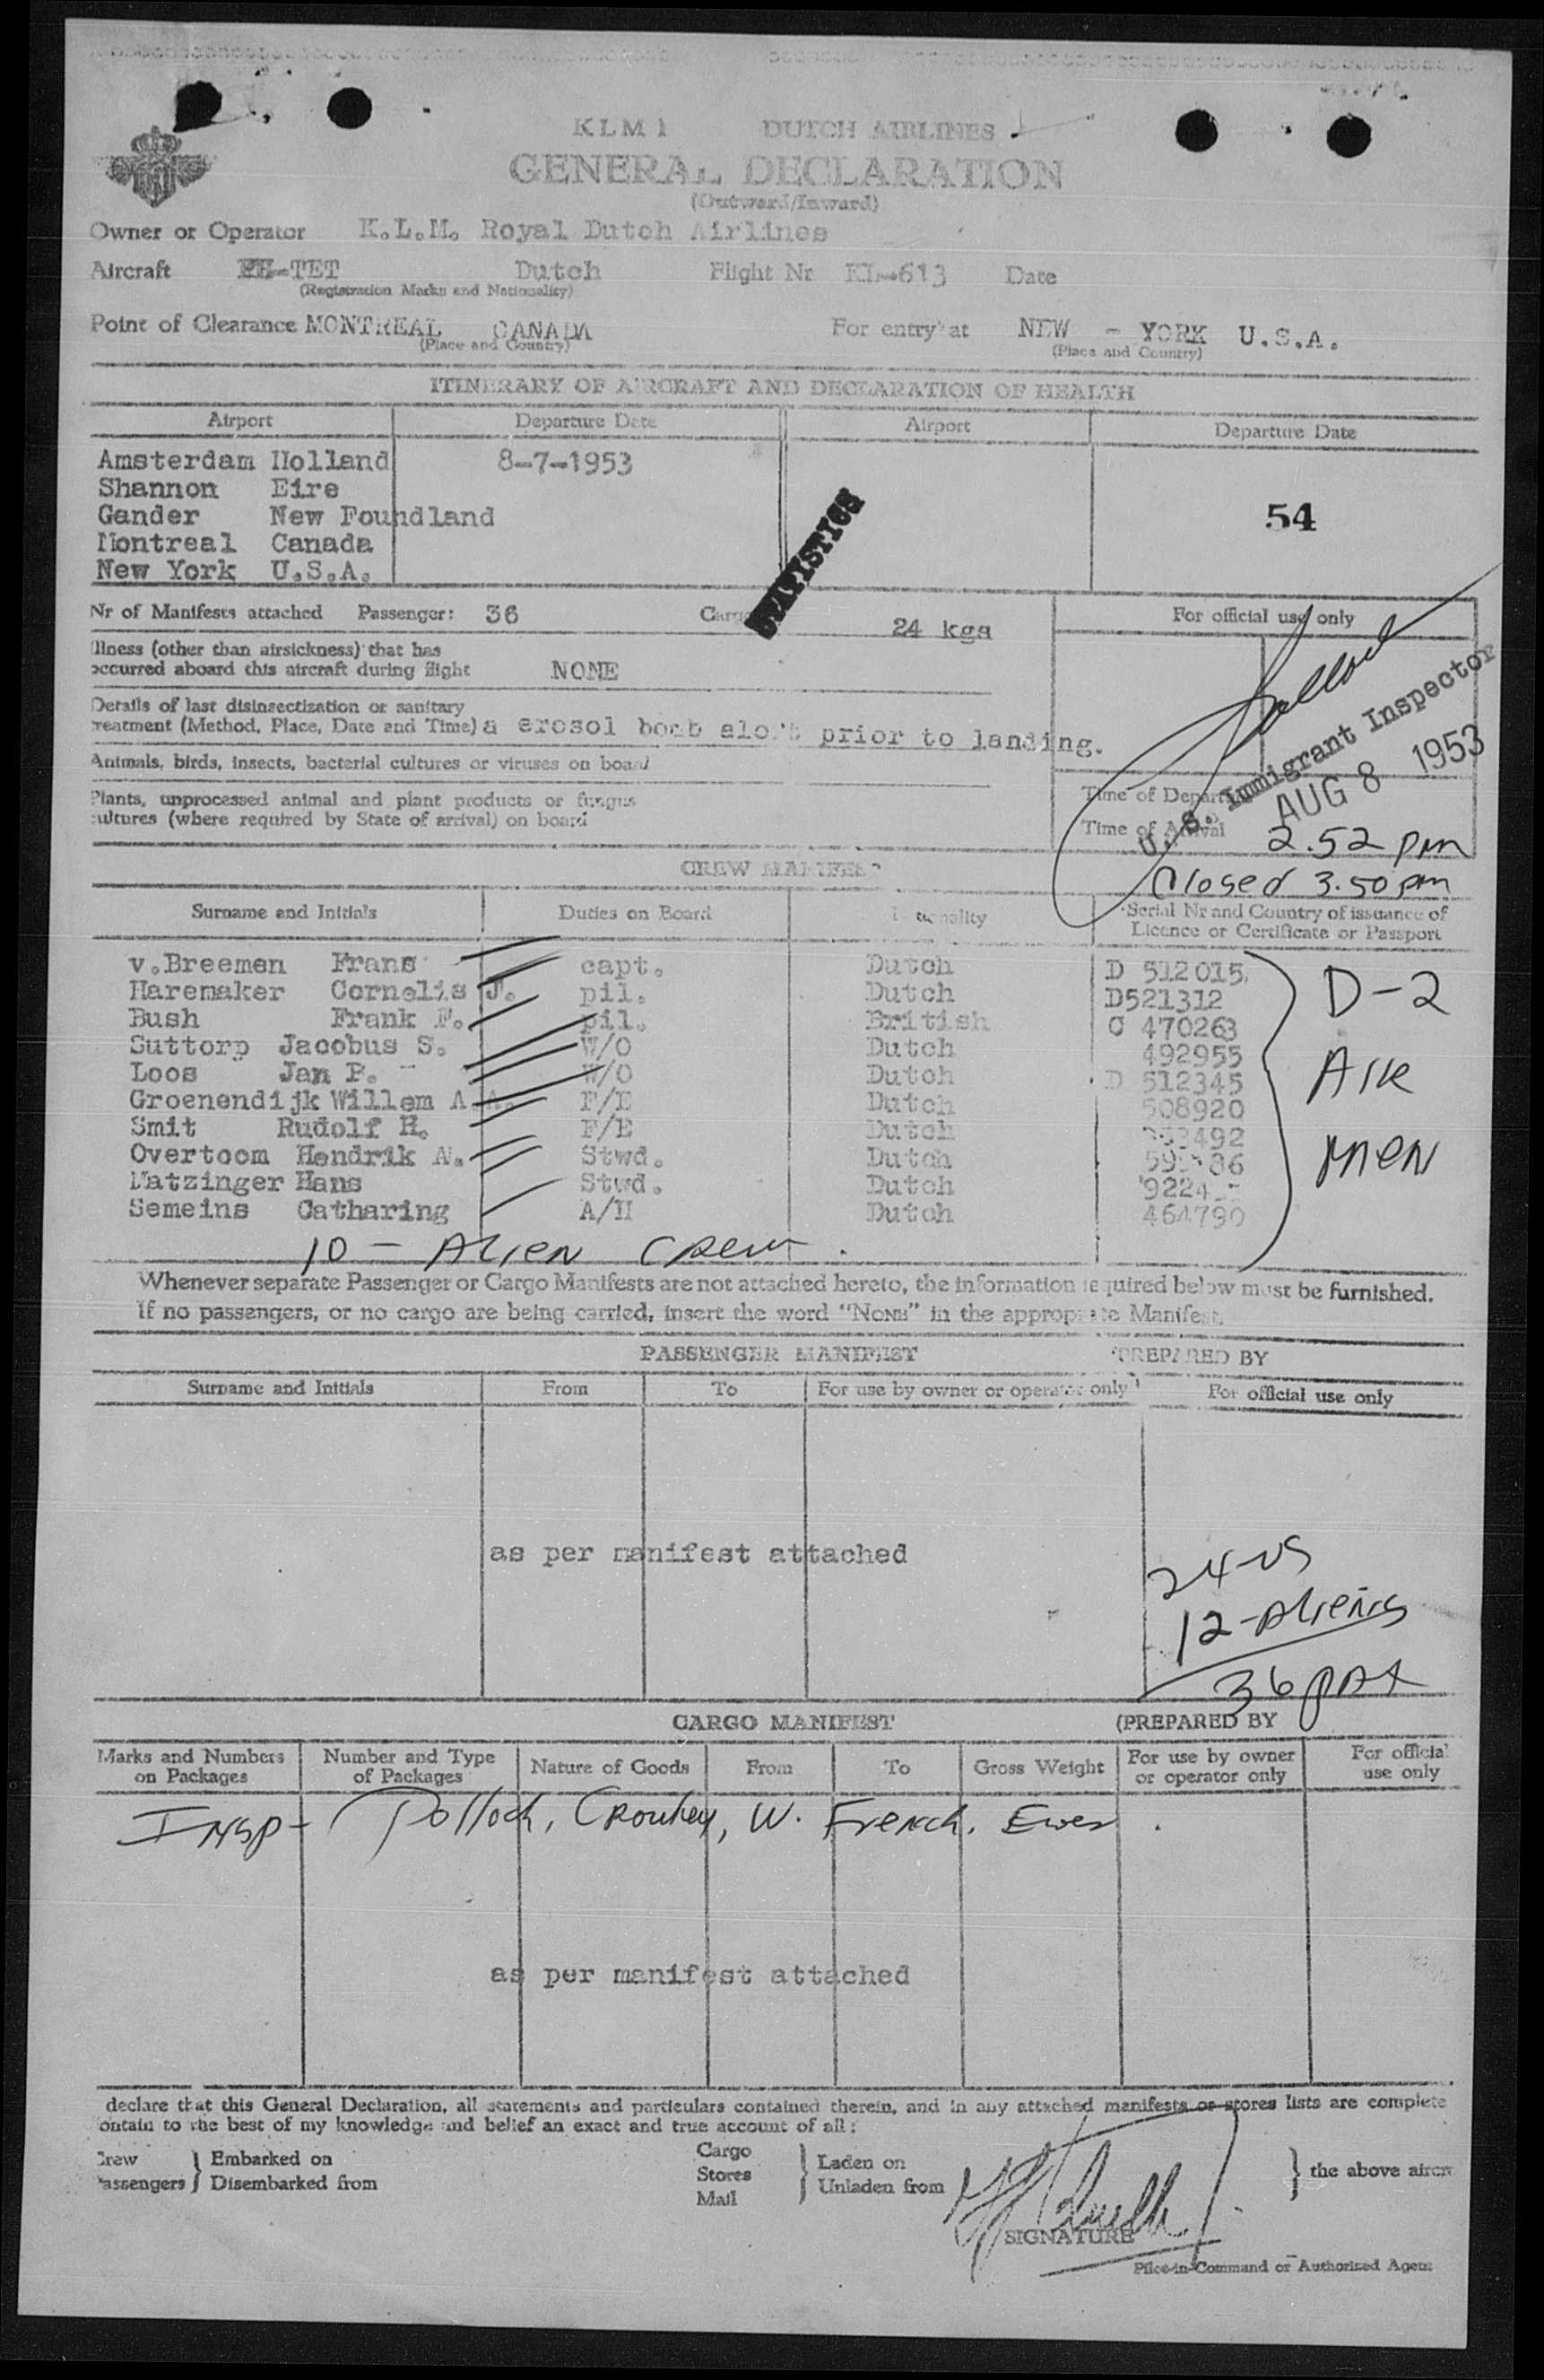 KLM DUTCH AIRLINES
GENERAL DECLARATION
(Outward/Inward)
Owner or Operator K.L.M. Royal Dutch Airlines
Aircraft PH-TET Dutch Flight Nr KL-613 Date
(Registration Marks and Nationality)
Point of Clearance MONTREAL CANADA For entry at NEW - YORK U.S.A.
(Place and Country) (Place and Country)
ITINERARY OF AIRCRAFT AND DECLARATION OF HEALTH
Airport Departure Date Airport Departure Date
Amsterdam Holland 8-7-1953
Shannon Eire
Gander New Foundland 54
Montreal Canada
New York U.S.A.
STATISTICS
Nr of Manifests attached Passenger: 36 Cargo 24 kgs For official use only
Illness (other than airsickness) that has
occurred aboard this aircraft during flight NONE
Details of last disinsectization or sanitary
treatment (Method, Place, Date and Time) a erosol bomb aloft prior to landing.
Animals, birds, insects, bacterial cultures or viruses on board
Plants, unprocessed animal and plant products or fungus
cultures (where required by State of arrival) on board
U.S. Immigrant Inspector
AUG 8 1953
Time of Departure
Time of Arrival 2.52 pm
Closed 3.50 pm
CREW MANIFEST
Surname and Initials Duties on Board Nationality Serial Nr and Country of issuance of
Licence or Certificate or Passport
v.Breemen Frans capt. Dutch D 512015
Haremaker Cornelis J. pil. Dutch D521312
Bush Frank F. pil. British C 470263
Suttorp Jacobus S. W/O Dutch 492955
Loos Jan P. W/O Dutch D 512345
Groenendijk Willem A.A. F/E Dutch 508920
Smit Rudolf H. F/E Dutch
Overtoom Hendrik N. Stwd. Dutch
Matzinger Hans Stwd. Dutch
Semeins Catharing A/H Dutch 464790
D-2
AIR
MEN
10 - Alien Crew.
Whenever separate Passenger or Cargo Manifests are not attached hereto, the information required below must be furnished.
If no passengers, or no cargo are being carried, insert the word "NONE" in the appropriate Manifest.
PASSENGER MANIFEST (PREPARED BY
Surname and Initials From To For use by owner or operator only For official use only
as per manifest attached
24-US
12-Aliens
36 pax
CARGO MANIFEST (PREPARED BY
Marks and Numbers on Packages Number and Type of Packages Nature of Goods From To Gross Weight For use by owner or operator only For official use only
Insp- Polloch, Crowley, W. French, Ewer.
as per manifest attached
declare that this General Declaration, all statements and particulars contained therein, and in any attached manifests or stores lists are complete
ontain to the best of my knowledge and belief an exact and true account of all:
Crew Passengers } Embarked on Disembarked from Cargo Stores Mail } Laden on Unladen from } the above aircr
SIGNATURE
Pilot-in-Command or Authorized Agent